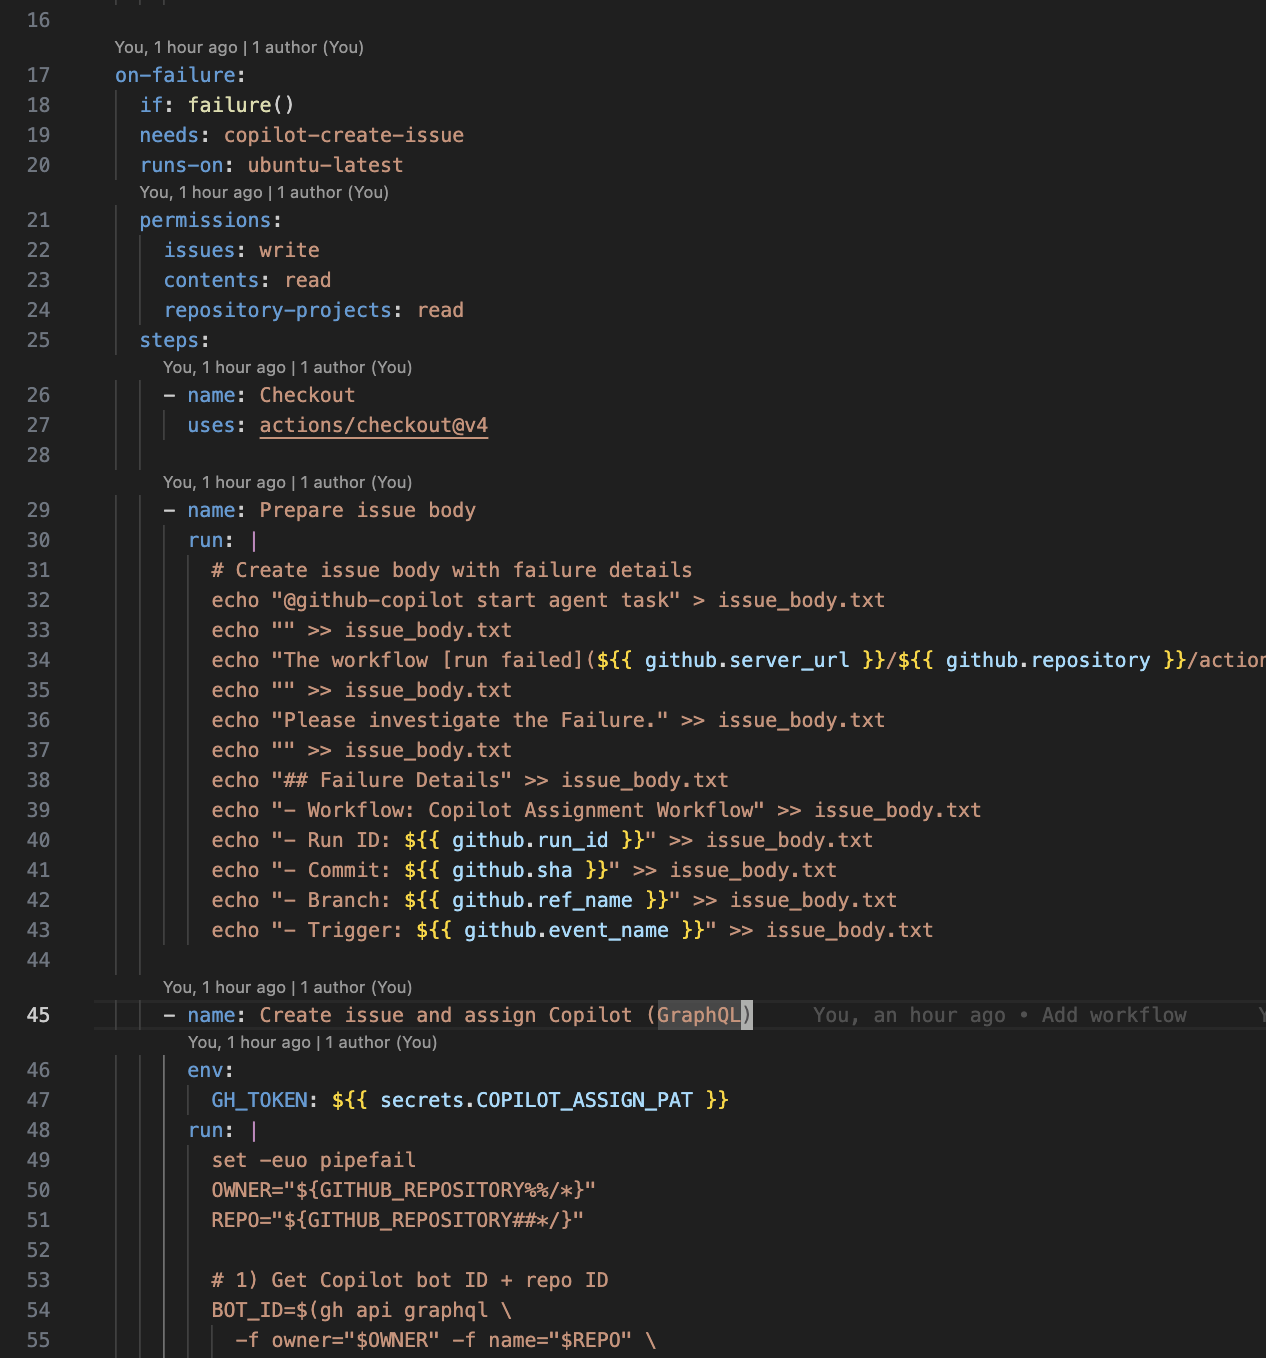 16
You, 1 hour ago | 1 author (You)
17 on-failure:
18 if: failure()
19 needs: copilot-create-issue
20 runs-on: ubuntu-latest
You, 1 hour ago | 1 author (You)
21 permissions:
22 issues: write
23 contents: read
24 repository-projects: read
25 steps:
You, 1 hour ago | 1 author (You)
26 - name: Checkout
27 uses: actions/checkout@v4
28
You, 1 hour ago | 1 author (You)
29 - name: Prepare issue body
30 run: |
31 # Create issue body with failure details
32 echo "@github-copilot start agent task" > issue_body.txt
33 echo "" >> issue_body.txt
34 echo "The workflow [run failed](${{ github.server_url }}/${{ github.repository }}/action
35 echo "" >> issue_body.txt
36 echo "Please investigate the Failure." >> issue_body.txt
37 echo "" >> issue_body.txt
38 echo "## Failure Details" >> issue_body.txt
39 echo "- Workflow: Copilot Assignment Workflow" >> issue_body.txt
40 echo "- Run ID: ${{ github.run_id }}" >> issue_body.txt
41 echo "- Commit: ${{ github.sha }}" >> issue_body.txt
42 echo "- Branch: ${{ github.ref_name }}" >> issue_body.txt
43 echo "- Trigger: ${{ github.event_name }}" >> issue_body.txt
44
You, 1 hour ago | 1 author (You)
45 - name: Create issue and assign Copilot (GraphQL) You, an hour ago • Add workflow Y
You, 1 hour ago | 1 author (You)
46 env:
47 GH_TOKEN: ${{ secrets.COPILOT_ASSIGN_PAT }}
48 run: |
49 set -euo pipefail
50 OWNER="${GITHUB_REPOSITORY%%/*}"
51 REPO="${GITHUB_REPOSITORY##*/}"
52
53 # 1) Get Copilot bot ID + repo ID
54 BOT_ID=$(gh api graphql \
55 -f owner="$OWNER" -f name="$REPO" \